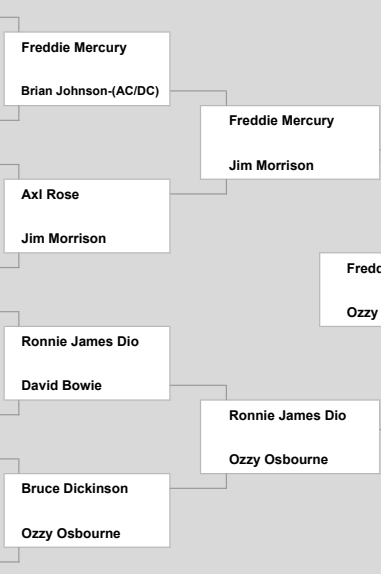 Freddie Mercury
Brian Johnson-(AC/DC)
Freddie Mercury
Jim Morrison
Axl Rose
Jim Morrison
Ozzy
Ronnie James Dio
David Bowie
Ronnie James Dio
Ozzy Osbourne
Bruce Dickinson
Ozzy Osbourne